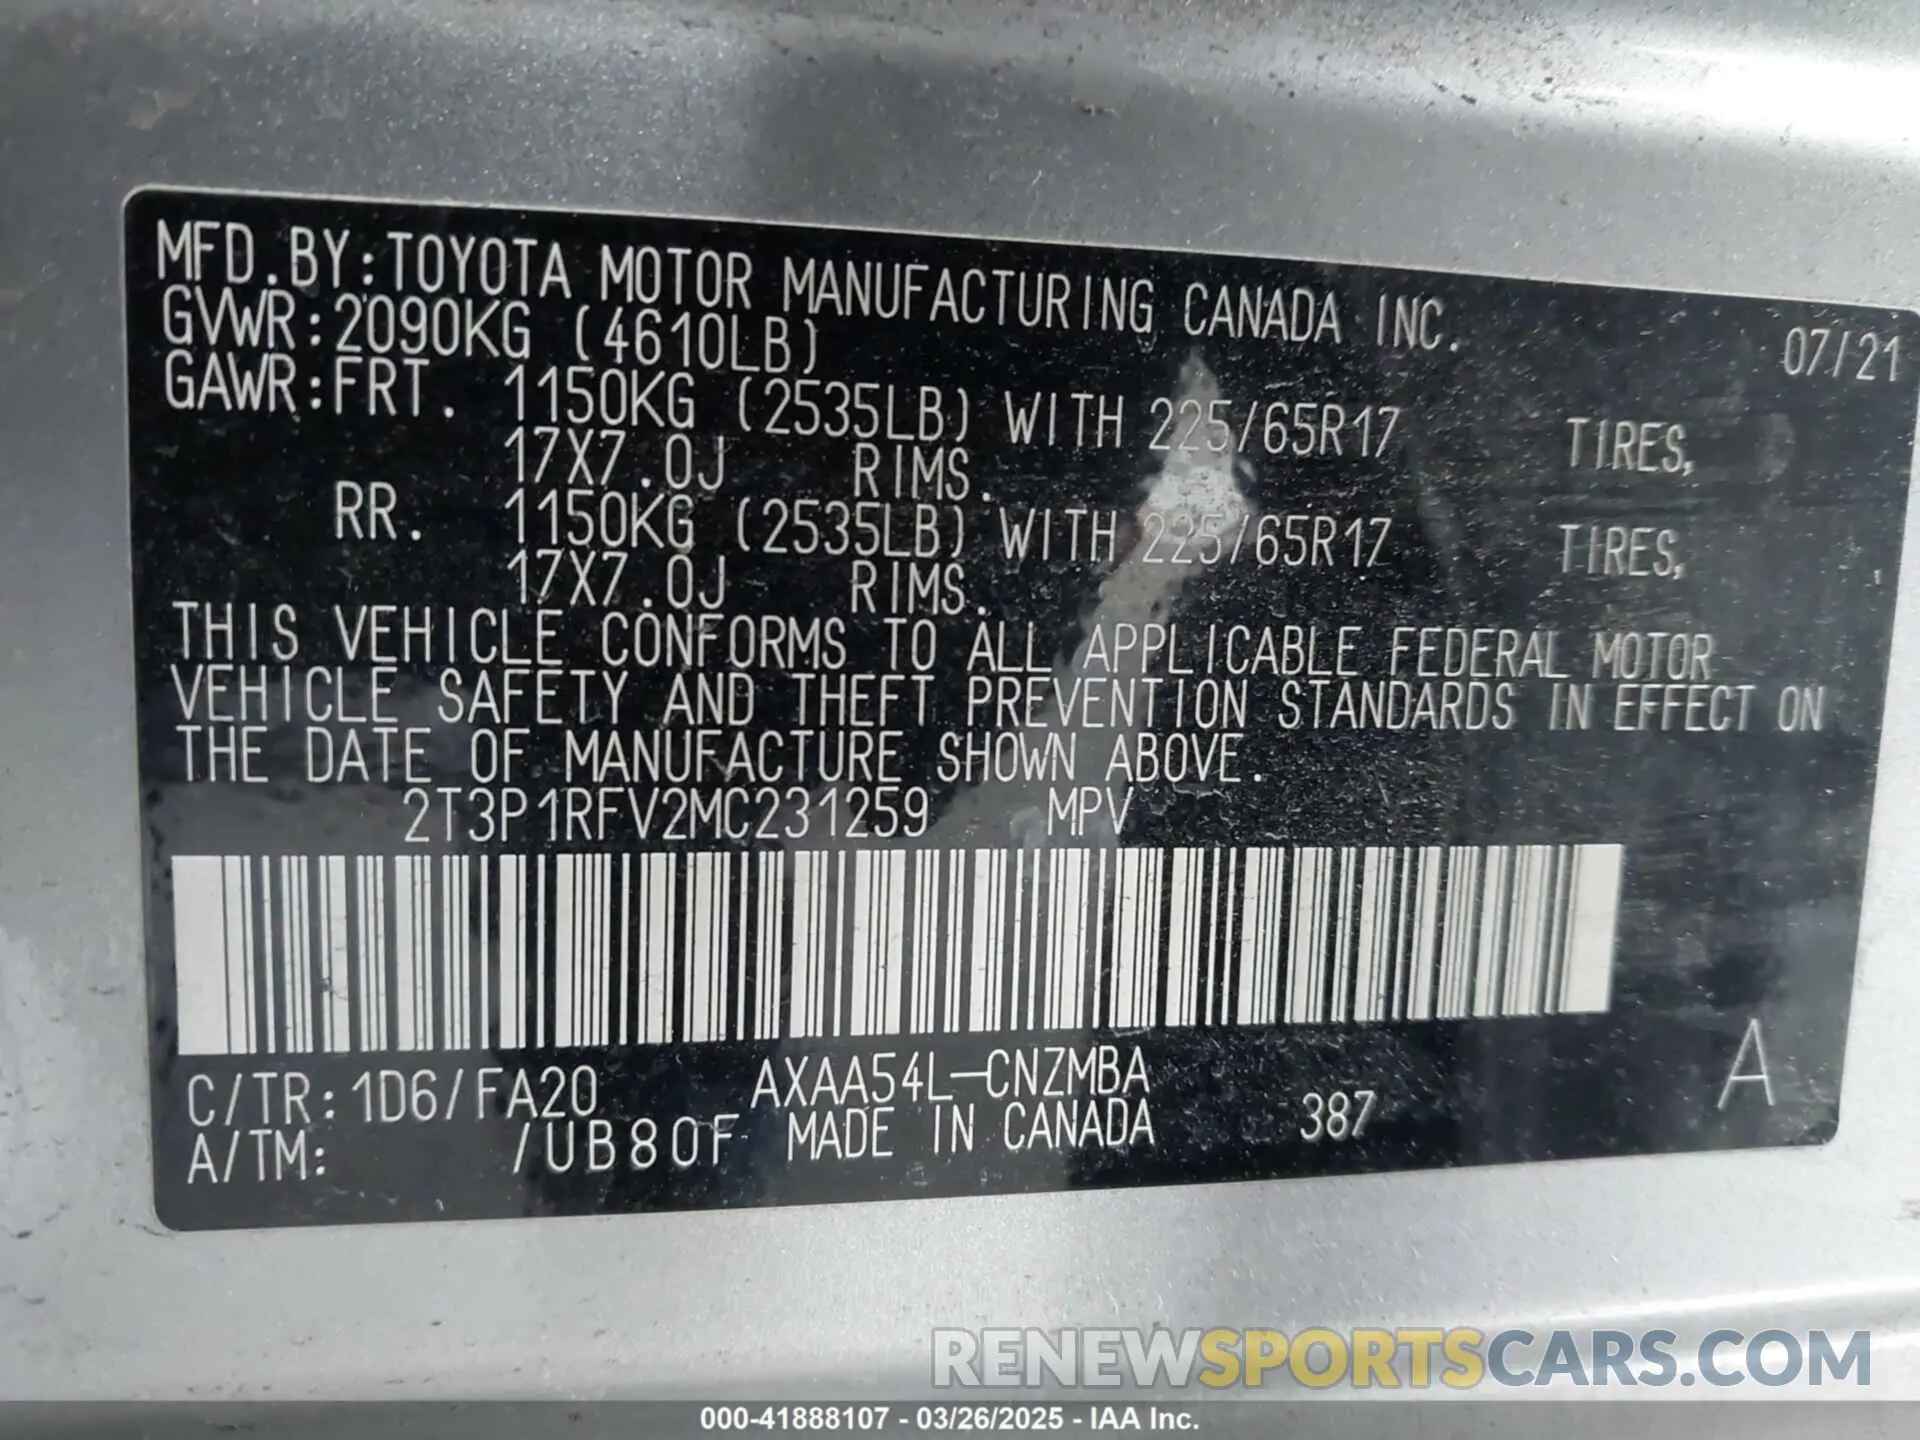 MFD.BY:TOYOTA MOTOR MANUFACTURING CANADA INC. 07/21
GVWR:2090KG (4610LB)
GAWR:FRT. 1150KG (2535LB) WITH 225/65R17 TIRES,
17X7.0J RIMS.
RR. 1150KG (2535LB) WITH 225/65R17 TIRES,
17X7.0J RIMS.
THIS VEHICLE CONFORMS TO ALL APPLICABLE FEDERAL MOTOR
VEHICLE SAFETY AND THEFT PREVENTION STANDARDS IN EFFECT ON
THE DATE OF MANUFACTURE SHOWN ABOVE.
2T3P1RFV2MC231259 MPV
C/TR:1D6/FA20 AXAA54L-CNZMBA A
A/TM: /UB80F MADE IN CANADA 387
RENEWSPORTSCARS.COM
000-41888107 - 03/26/2025 - IAA Inc.